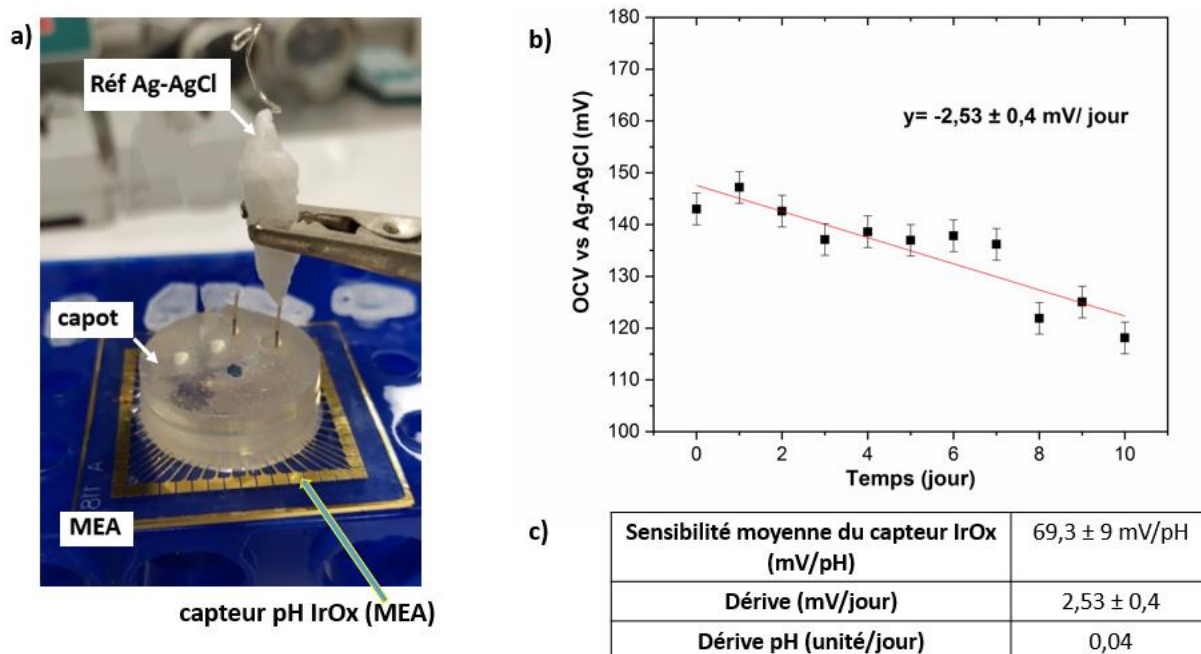 a)
Réf Ag-AgCl
capot
MEA
capteur pH IrOx (MEA)
b)
180
170
160
150
140
130
120
110
100
OCV vs Ag-AgCl (mV)
y= -2,53 ± 0,4 mV/ jour
0 2 4 6 8 10
Temps (jour)
c)
Sensibilité moyenne du capteur IrOx 69,3 ± 9 mV/pH
(mV/pH)
Dérive (mV/jour) 2,53 ± 0,4
Dérive pH (unité/jour) 0,04